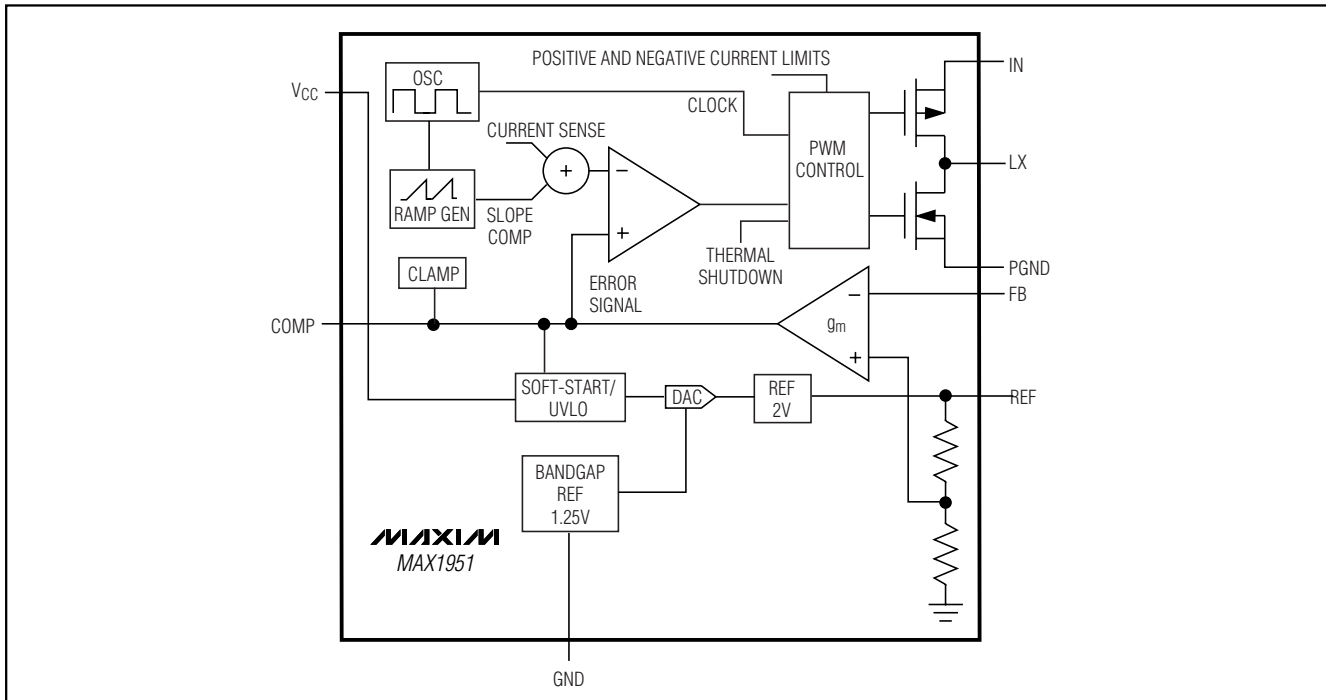 POSITIVE AND NEGATIVE CURRENT LIMITS
IN
OSC
VCC
CLOCK
CURRENT SENSE
+
−
PWM
CONTROL
LX
RAMP GEN
SLOPE
COMP
+
THERMAL
SHUTDOWN
PGND
CLAMP
ERROR
SIGNAL
−
FB
COMP
gm
+
SOFT-START/
UVLO
DAC
REF
2V
REF
BANDGAP
REF
1.25V
MAXIM
MAX1951
GND